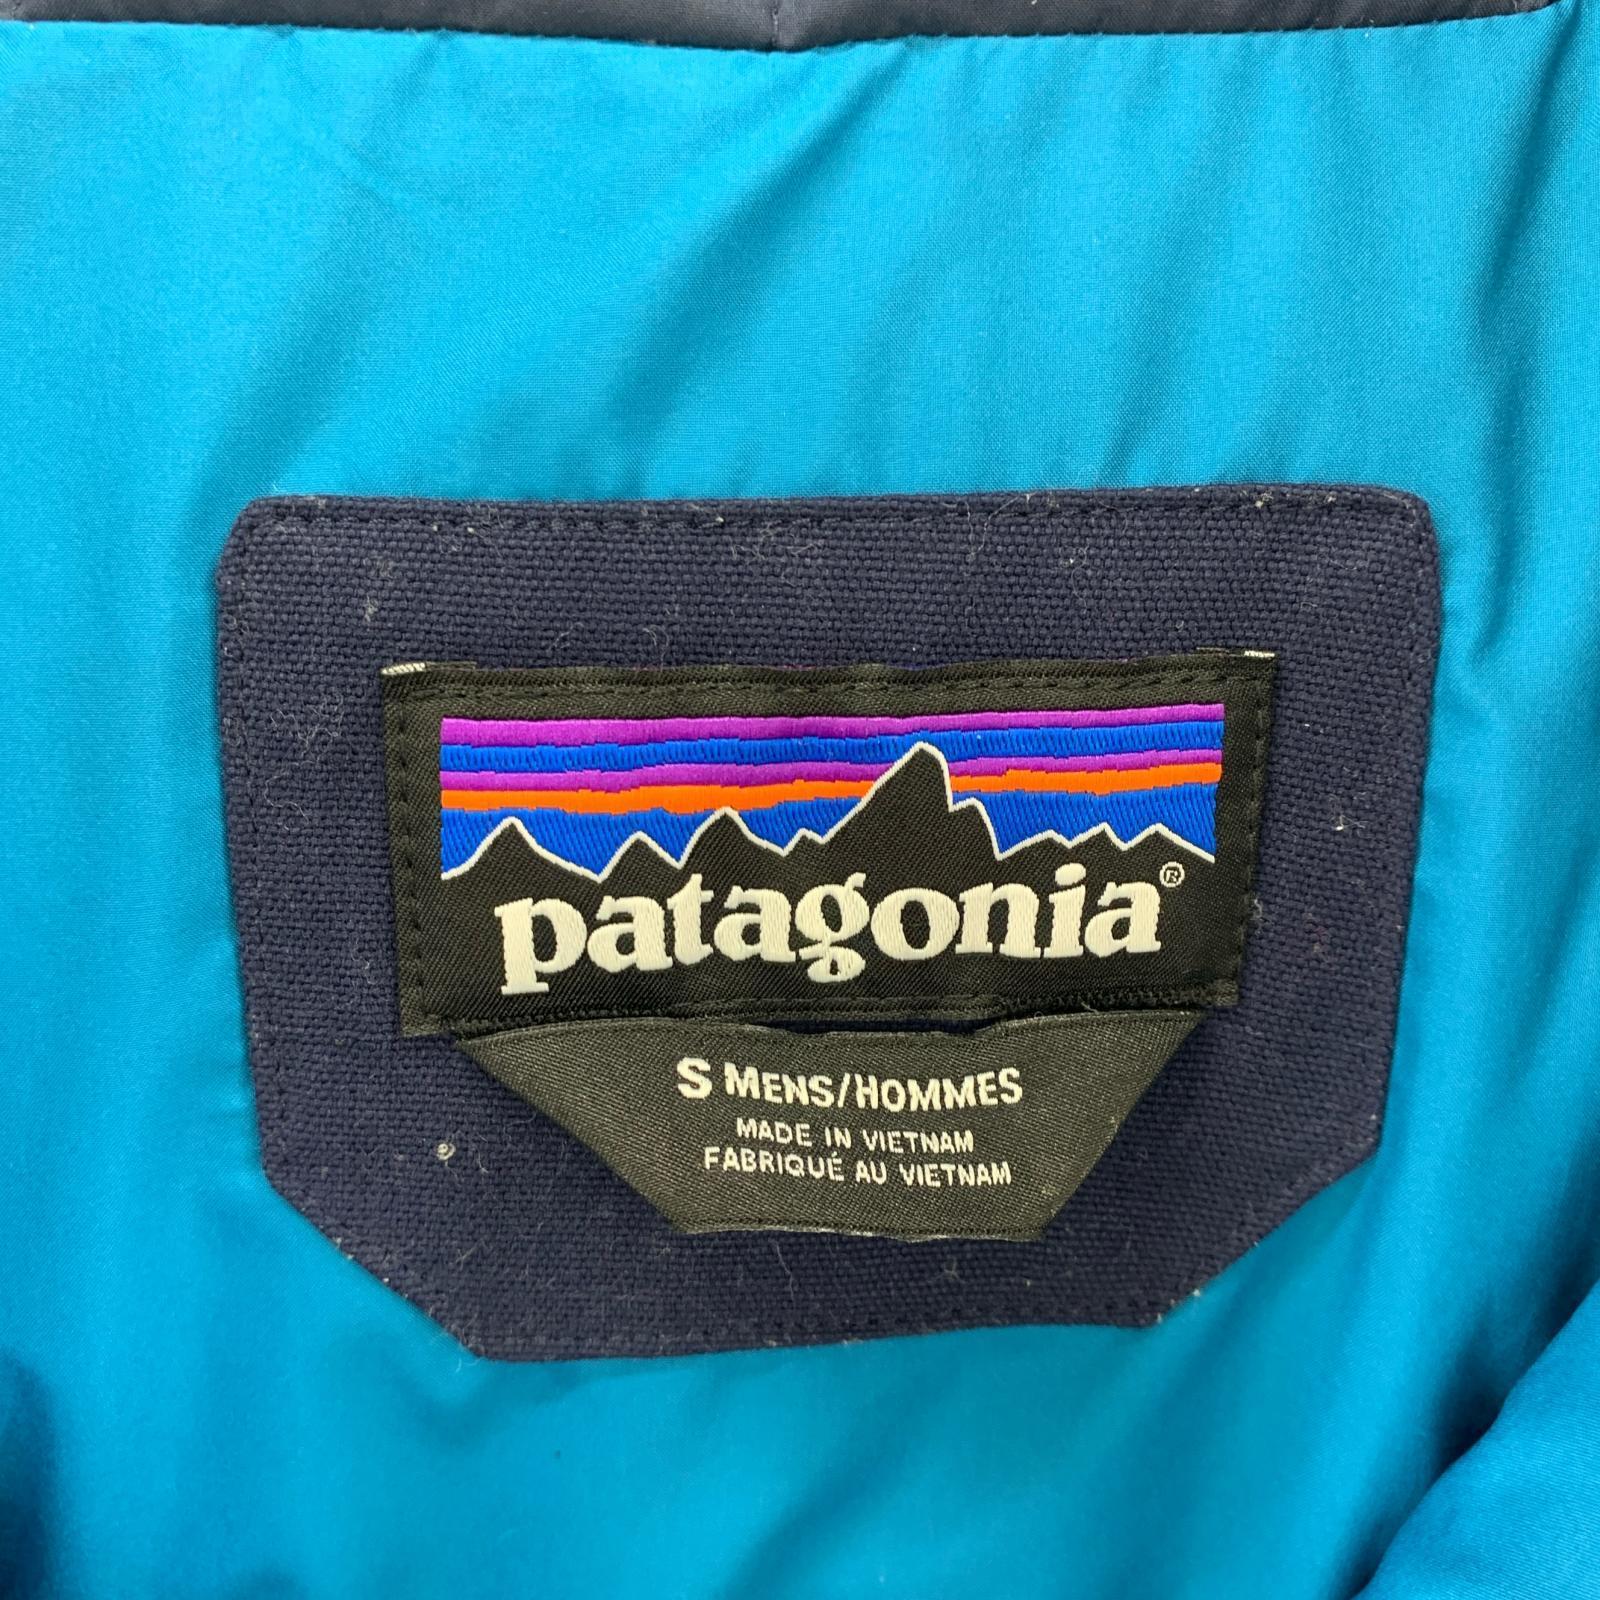 patagonia®
S MENS/HOMMES
MADE IN VIETNAM
FABRIQUÉ AU VIETNAM